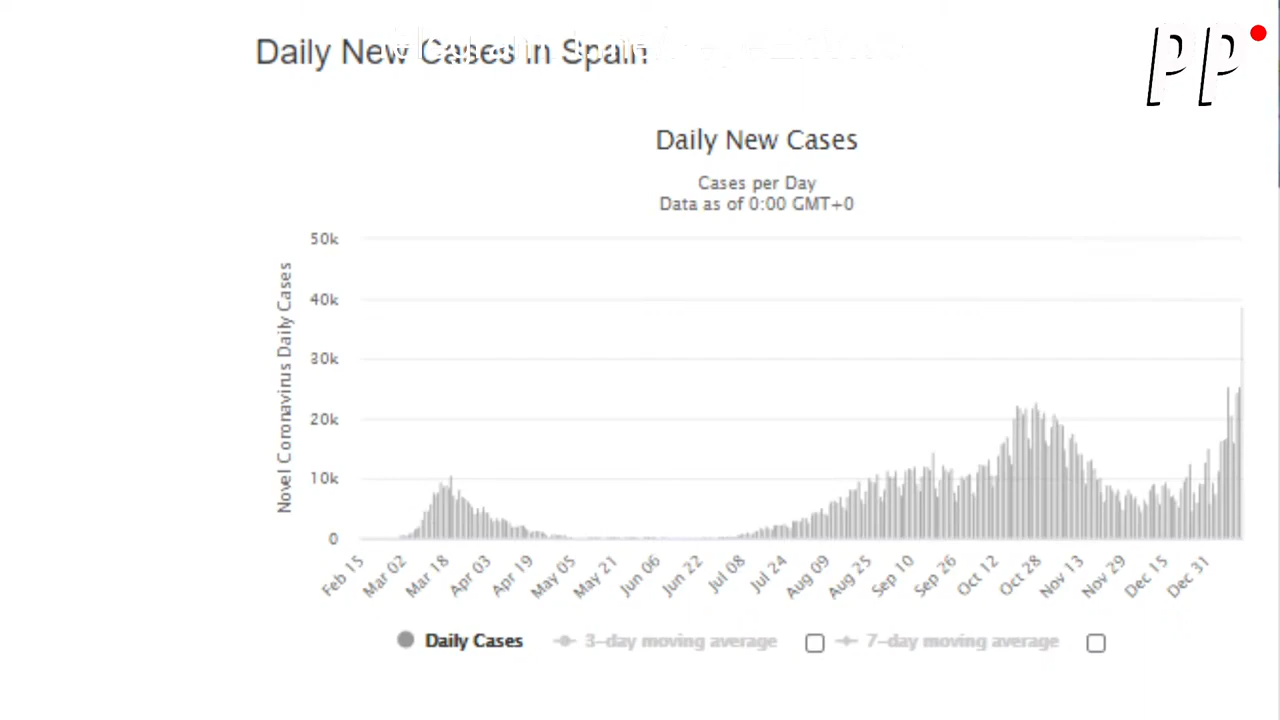 Daily New Cases in Spain
pp
Daily New Cases
Cases per Day
Data as of 0:00 GMT+0
Novel Coronavirus Daily Cases
50k
40k
30k
20k
10k
0
Feb 15
Mar 02
Mar 18
Apr 03
Apr 19
May 05
May 21
Jun 06
Jun 22
Jul 08
Jul 24
Aug 09
Aug 25
Sep 10
Sep 26
Oct 12
Oct 28
Nov 13
Nov 29
Dec 15
Dec 31
Daily Cases
3-day moving average
7-day moving average